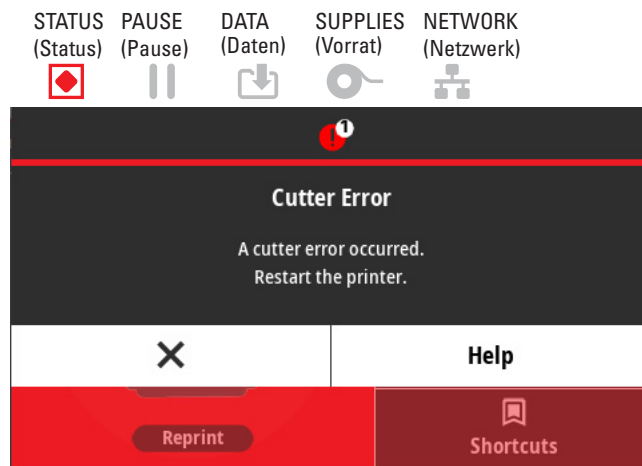 STATUS PAUSE DATA SUPPLIES NETWORK
(Status) (Pause) (Daten) (Vorrat) (Netzwerk)
1
Cutter Error
A cutter error occurred.
Restart the printer.
Help
Reprint
Shortcuts